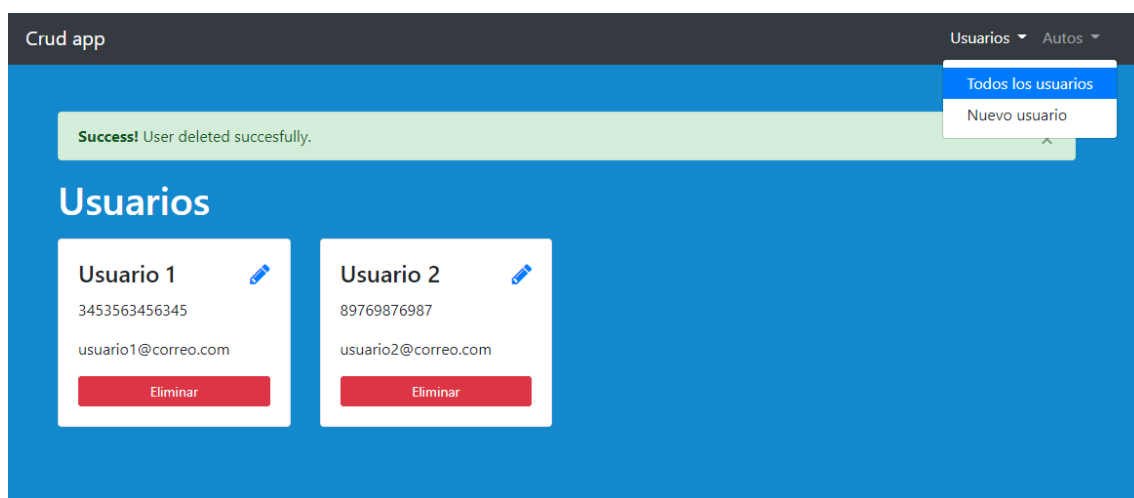 Crud app
Usuarios Autos
Todos los usuarios
Nuevo usuario
Success! User deleted succesfully.
Usuarios
Usuario 1
3453563456345
usuario1@correo.com
Eliminar
Usuario 2
89769876987
usuario2@correo.com
Eliminar